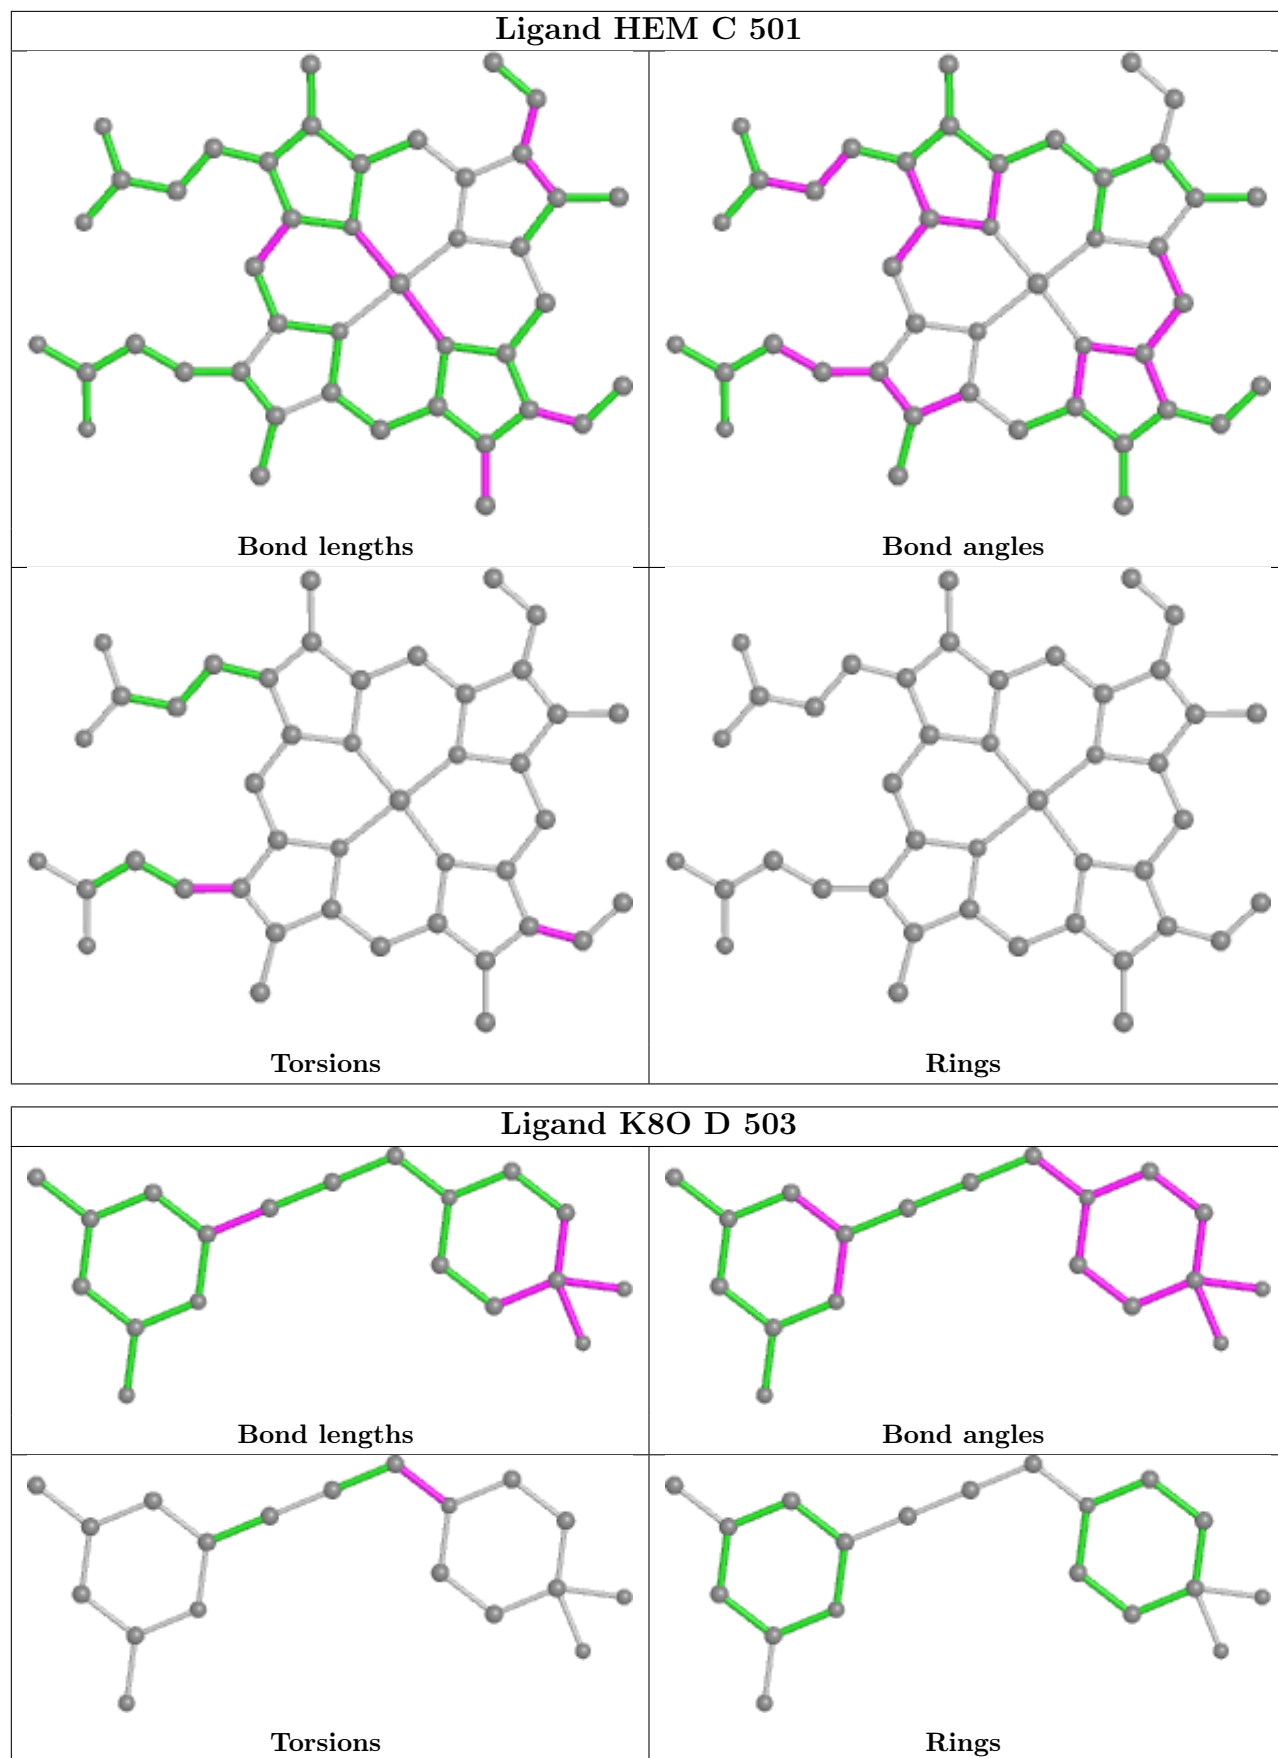 Ligand HEM C 501
Bond lengths
Bond angles
Torsions
Rings
Ligand K8O D 503
Bond lengths
Bond angles
Torsions
Rings